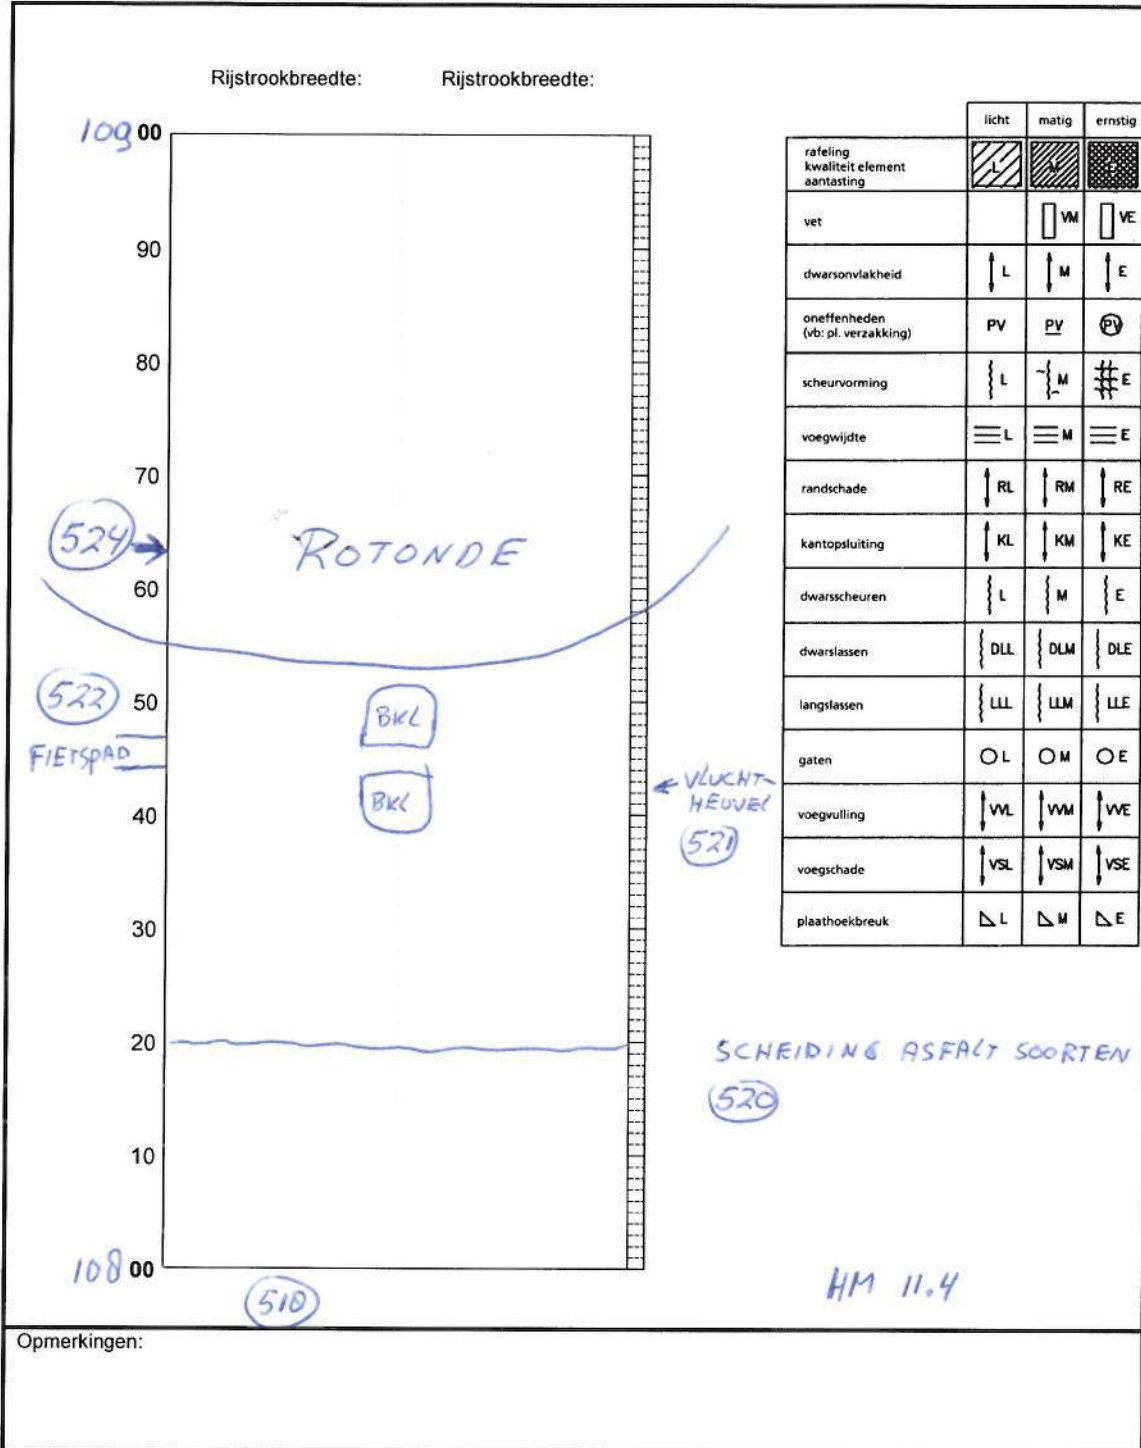 Rijstrookbreedte: Rijstrookbreedte:
109 00
90
80
70
524
ROTONDE
60
522
50
BKL
FIETSPAD
BKL
40
VLUCHT-
HEUVEL
521
30
20
SCHEIDING ASFALT SOORTEN
520
10
108 00
510
HM 11.4
licht matig ernstig
rafeling
kwaliteit element
aantasting
L M E
vet VM VE
dwarsonvlakheid L M E
oneffenheden
(vb: pl. verzakking)
PV PV PV
scheurvorming L M E
voegwijdte L M E
randschade RL RM RE
kantopsluiting KL KM KE
dwarsscheuren L M E
dwarslassen DLL DLM DLE
langslassen LLL LLM LLE
gaten L M E
voegvulling VVL VVM VVE
voegschade VSL VSM VSE
plaathoekbreuk L M E
Opmerkingen: